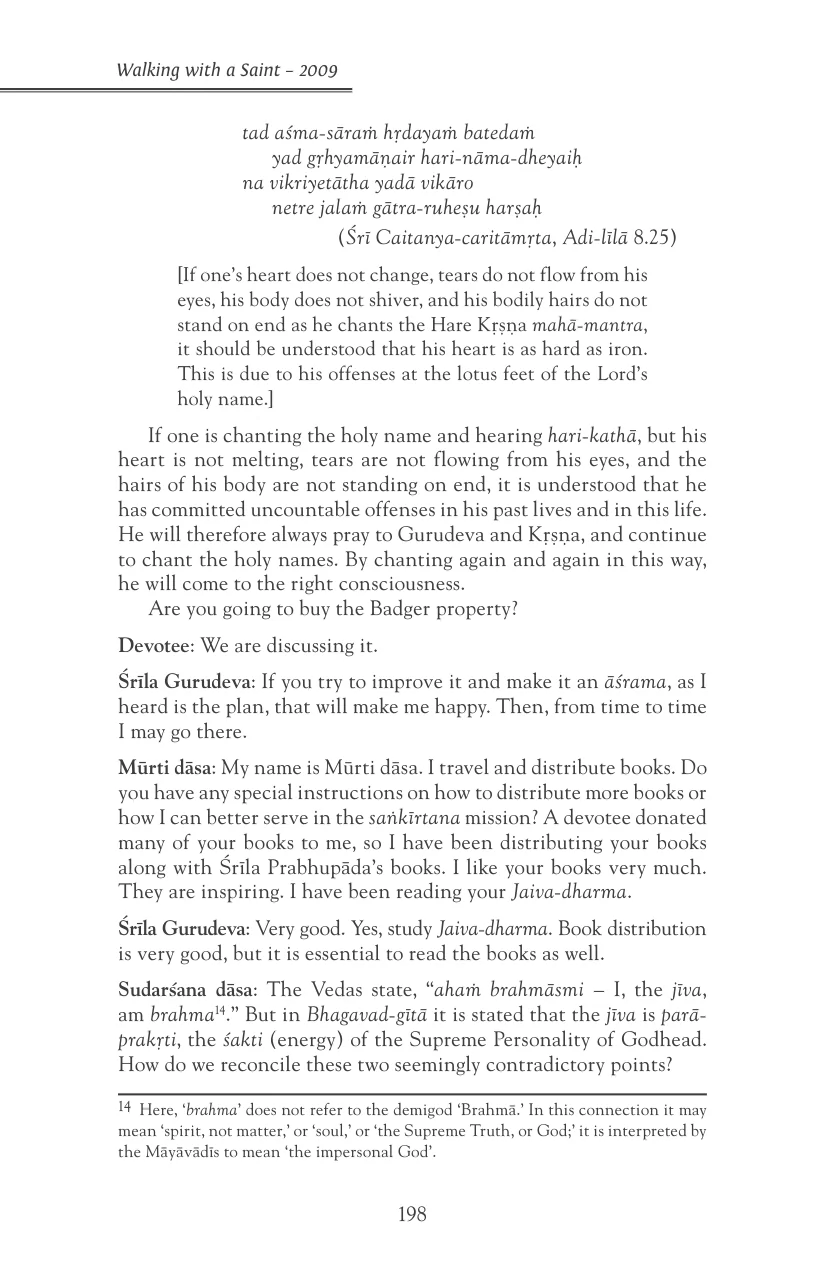 Walking with a Saint – 2009
tad aśma-sāraṁ hṛdayaṁ batedaṁ
yad gṛhyamāṇair hari-nāma-dheyaiḥ
na vikriyetātha yadā vikāro
netre jalaṁ gātra-ruheṣu harṣaḥ
(Śrī Caitanya-caritāmṛta, Adi-līlā 8.25)
[If one’s heart does not change, tears do not flow from his
eyes, his body does not shiver, and his bodily hairs do not
stand on end as he chants the Hare Kṛṣṇa mahā-mantra,
it should be understood that his heart is as hard as iron.
This is due to his offenses at the lotus feet of the Lord’s
holy name.]
If one is chanting the holy name and hearing hari-kathā, but his
heart is not melting, tears are not flowing from his eyes, and the
hairs of his body are not standing on end, it is understood that he
has committed uncountable offenses in his past lives and in this life.
He will therefore always pray to Gurudeva and Kṛṣṇa, and continue
to chant the holy names. By chanting again and again in this way,
he will come to the right consciousness.
Are you going to buy the Badger property?
Devotee: We are discussing it.
Śrīla Gurudeva: If you try to improve it and make it an āśrama, as I
heard is the plan, that will make me happy. Then, from time to time
I may go there.
Mūrti dāsa: My name is Mūrti dāsa. I travel and distribute books. Do
you have any special instructions on how to distribute more books or
how I can better serve in the saṅkīrtana mission? A devotee donated
many of your books to me, so I have been distributing your books
along with Śrīla Prabhupāda’s books. I like your books very much.
They are inspiring. I have been reading your Jaiva-dharma.
Śrīla Gurudeva: Very good. Yes, study Jaiva-dharma. Book distribution
is very good, but it is essential to read the books as well.
Sudarśana dāsa: The Vedas state, “ahaṁ brahmāsmi – I, the jīva,
am brahma¹⁴.” But in Bhagavad-gītā it is stated that the jīva is parā-
prakṛti, the śakti (energy) of the Supreme Personality of Godhead.
How do we reconcile these two seemingly contradictory points?
14 Here, ‘brahma’ does not refer to the demigod ‘Brahmā.’ In this connection it may
mean ‘spirit, not matter,’ or ‘soul,’ or ‘the Supreme Truth, or God;’ it is interpreted by
the Māyāvādīs to mean ‘the impersonal God’.
198